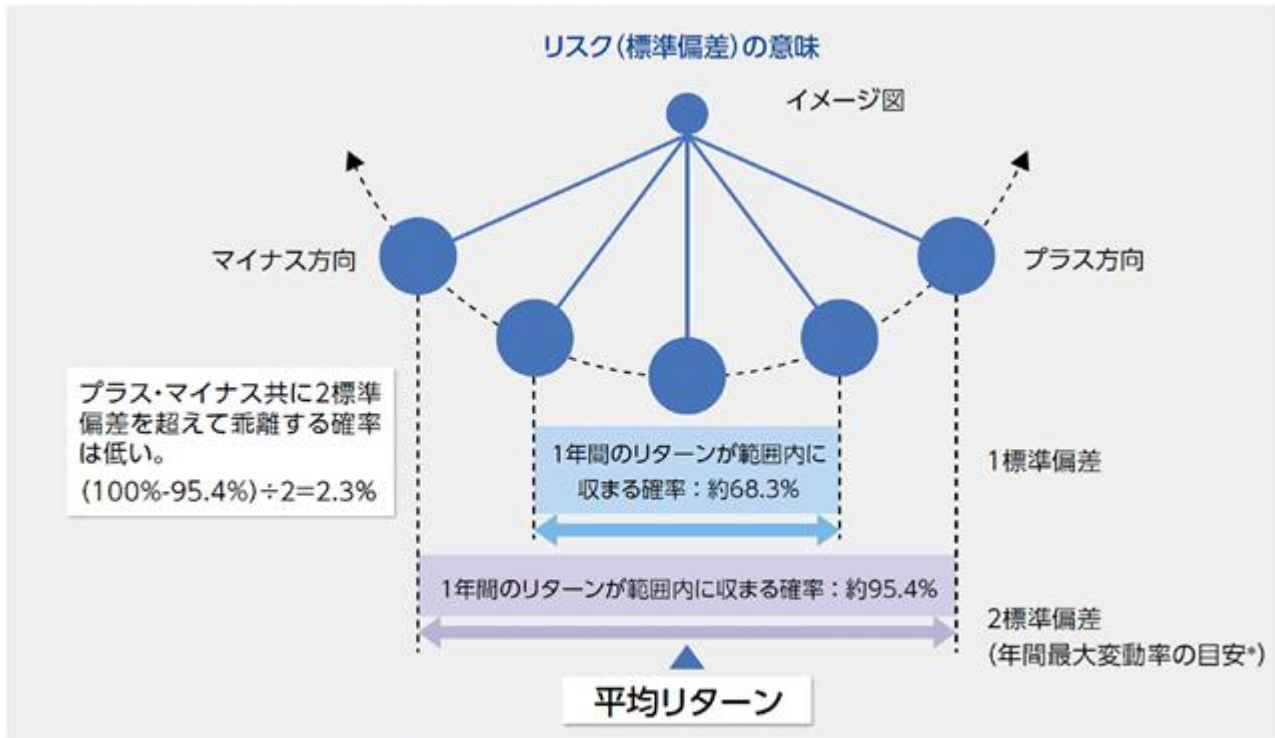 リスク(標準偏差)の意味
イメージ図
マイナス方向
プラス方向
プラス・マイナス共に2標準
偏差を超えて乖離する確率
は低い。
(100%-95.4%)÷2=2.3%
1年間のリターンが範囲内に
収まる確率:約68.3%
1標準偏差
1年間のリターンが範囲内に収まる確率:約95.4%
2標準偏差
(年間最大変動率の目安*)
平均リターン